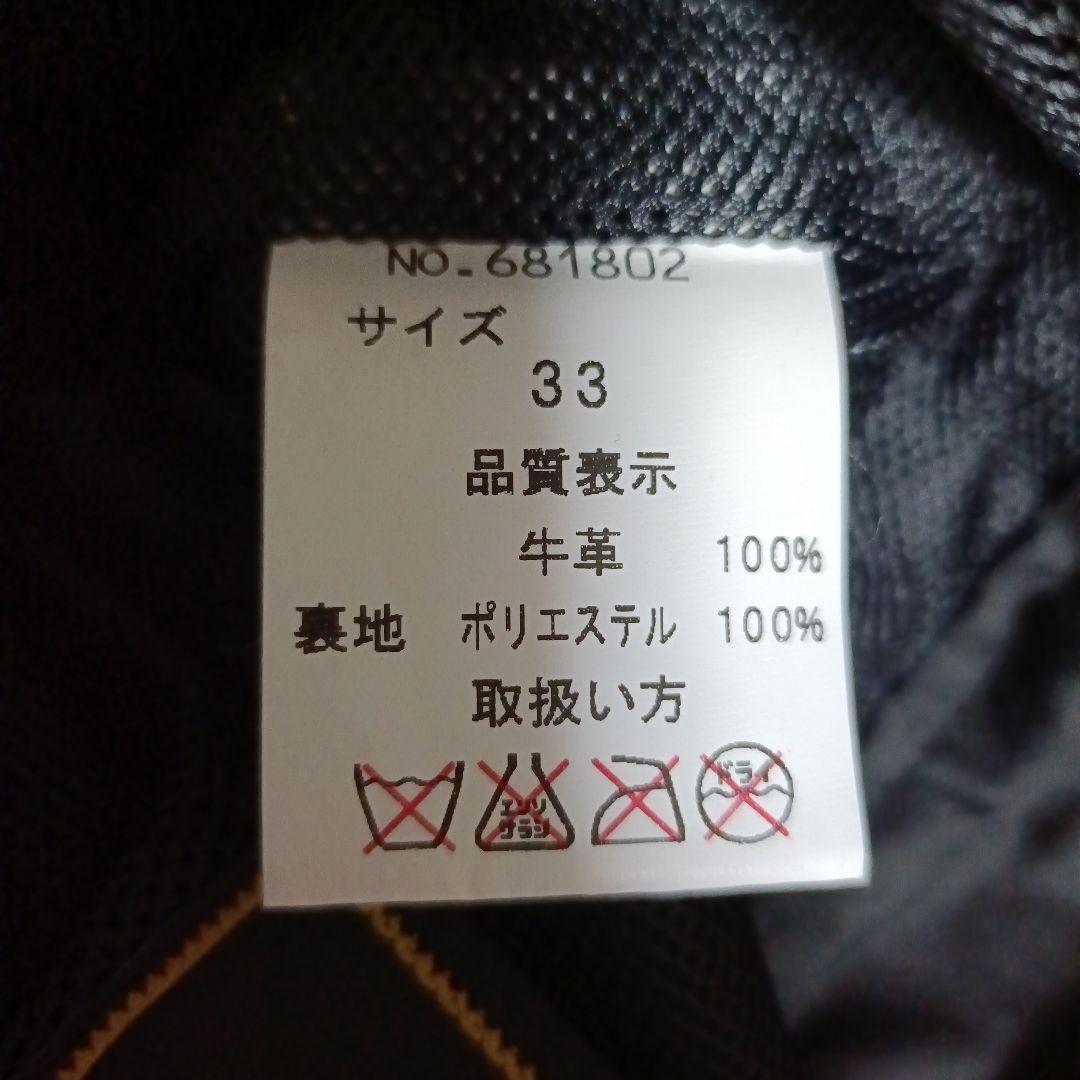 NO.681802
サイズ
33
品質表示
牛革 100%
裏地 ポリエステル 100%
取扱い方
エンソ
サラシ
ドライ